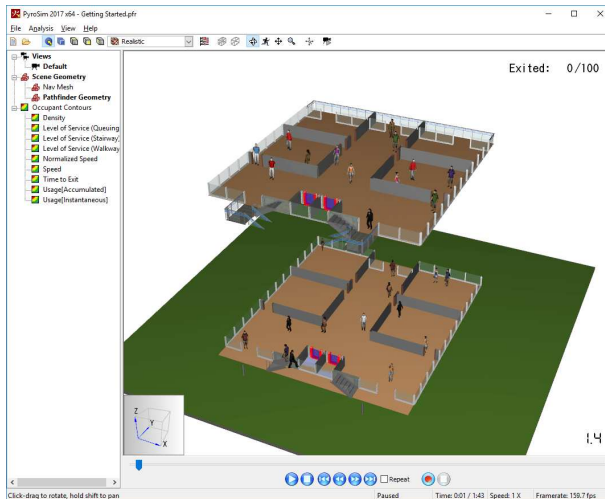 PyroSim 2017 x64 - Getting Started.pfr
File Analysis View Help
Realistic
Views
Default
Scene Geometry
Nav Mesh
Pathfinder Geometry
Occupant Contours
Density
Level of Service (Queuing
Level of Service (Stairway)
Level of Service (Walkway
Normalized Speed
Speed
Time to Exit
Usage[Accumulated]
Usage[Instantaneous]
Exited: 0/100
Z
Y
X
1.4
Repeat
Click-drag to rotate, hold shift to pan
Paused
Time: 0:01 / 1:43
Speed: 1 X
Framerate: 159.7 fps